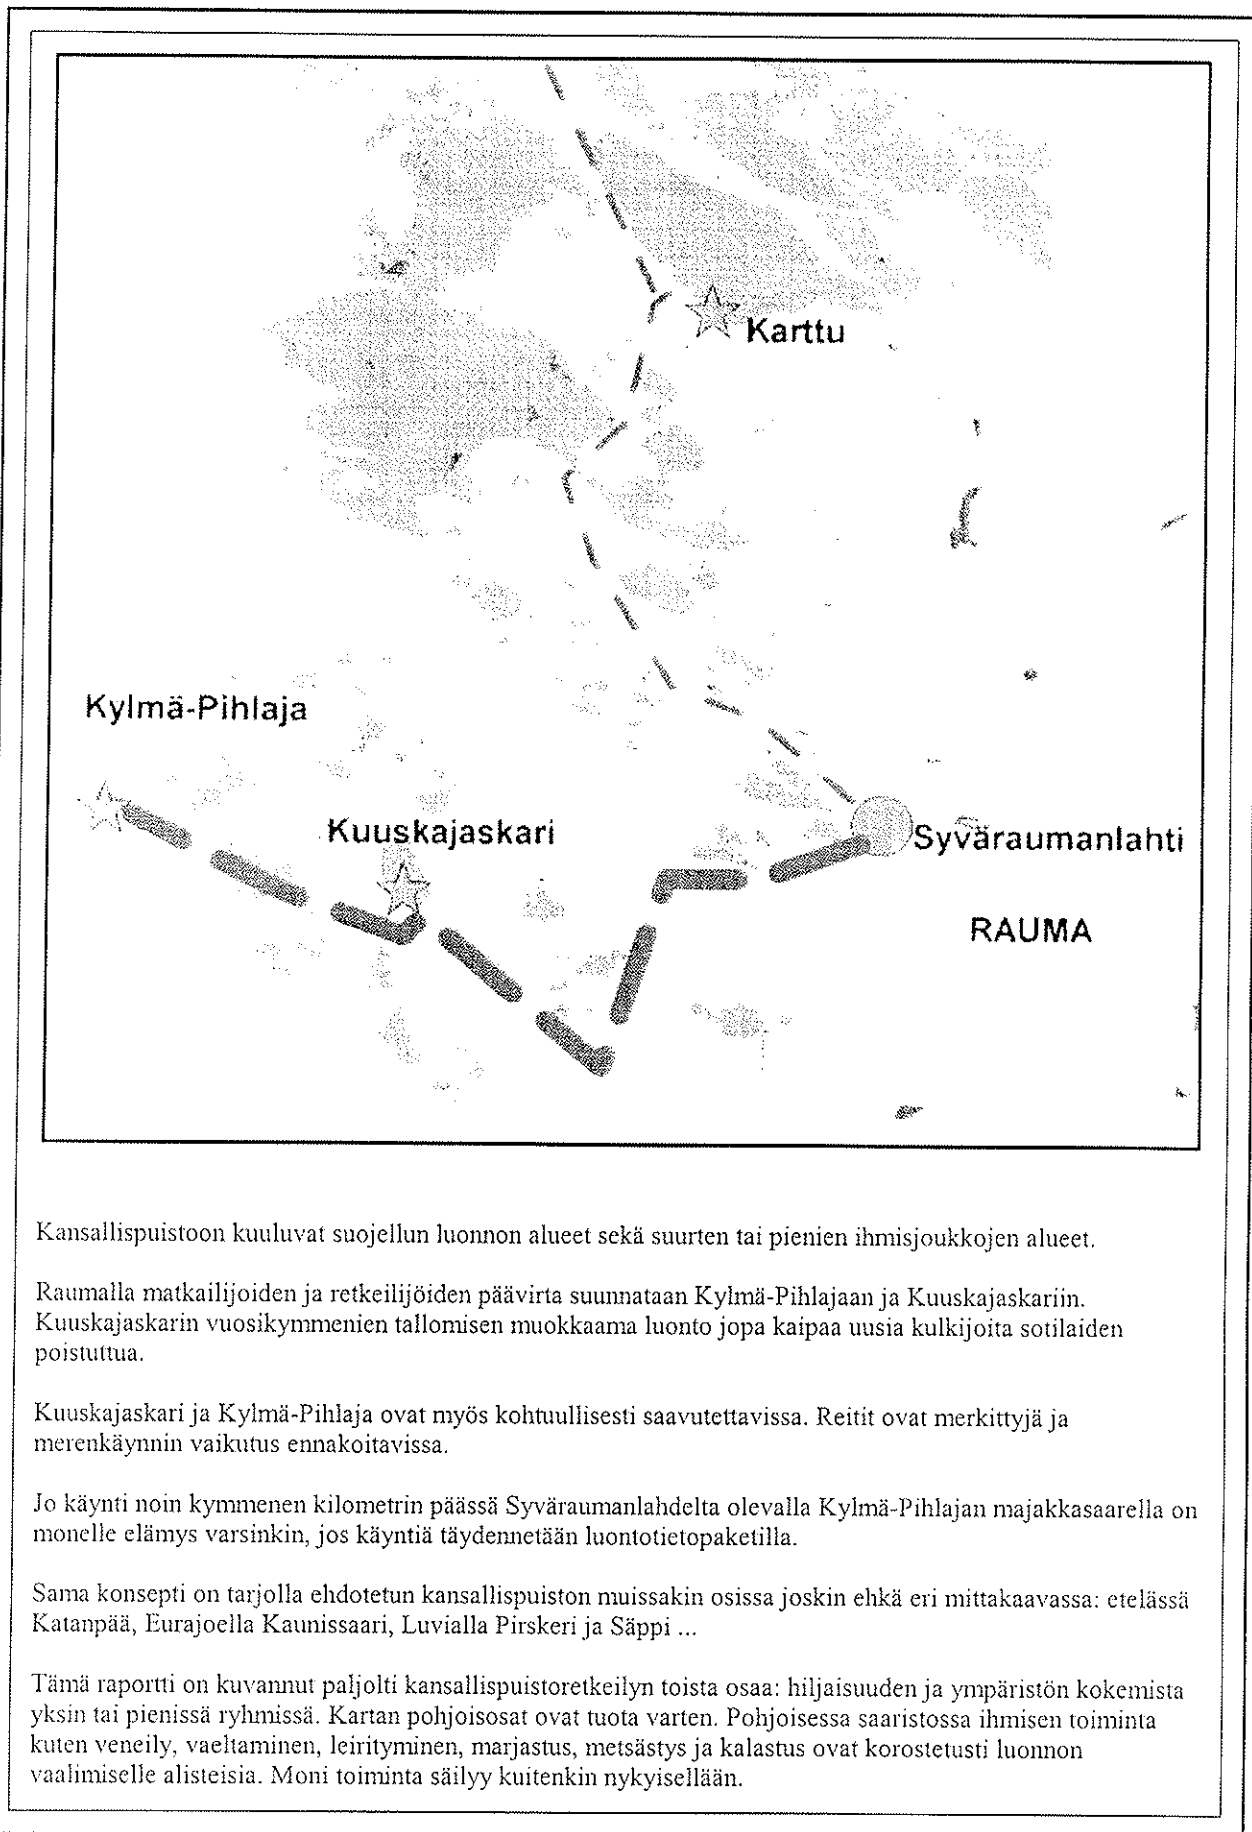 Karttu
Kylmä-Pihlaja
Kuuskajaskari
Syväraumanlahti
RAUMA
Kansallispuistoon kuuluvat suojellun luonnon alueet sekä suurten tai pienien ihmisjoukkojen alueet.
Raumalla matkailijoiden ja retkeilijöiden päävirta suunnataan Kylmä-Pihlajaan ja Kuuskajaskariin.
Kuuskajaskarin vuosikymmenien tallomisen muokkaama luonto jopa kaipaa uusia kulkijoita sotilaiden
poistuttua.
Kuuskajaskari ja Kylmä-Pihlaja ovat myös kohtuullisesti saavutettavissa. Reitit ovat merkittyjä ja
merenkäynnin vaikutus ennakoitavissa.
Jo käynti noin kymmenen kilometrin päässä Syväraumanlahdelta olevalla Kylmä-Pihlajan majakkasaarella on
monelle elämys varsinkin, jos käyntiä täydennetään luontotietopaketilla.
Sama konsepti on tarjolla ehdotetun kansallispuiston muissakin osissa joskin ehkä eri mittakaavassa: etelässä
Katanpää, Eurajoella Kaunissaari, Luvialla Pirskeri ja Säppi ...
Tämä raportti on kuvannut paljolti kansallispuistoretkeilyn toista osaa: hiljaisuuden ja ympäristön kokemista
yksin tai pienissä ryhmissä. Kartan pohjoisosat ovat tuota varten. Pohjoisessa saaristossa ihmisen toiminta
kuten veneily, vaeltaminen, leirityminen, marjastus, metsästys ja kalastus ovat korostetusti luonnon
vaalimiselle alisteisia. Moni toiminta säilyy kuitenkin nykyisellään.